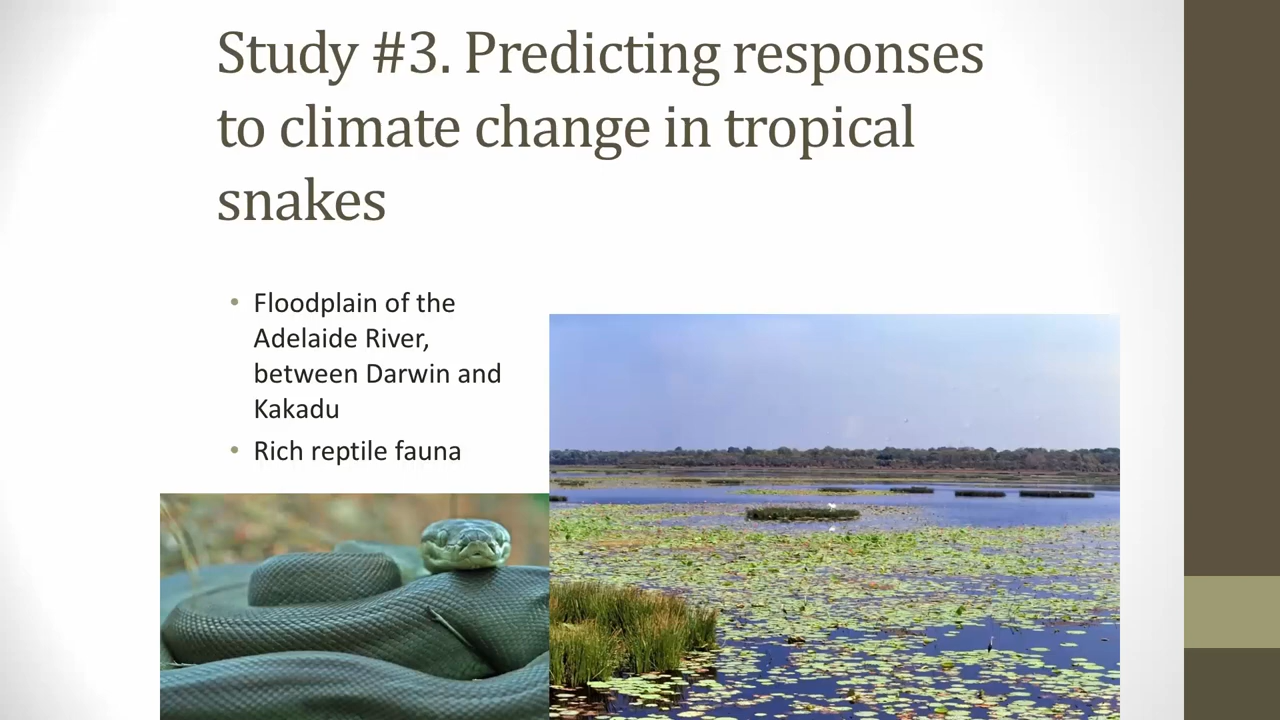 Study #3. Predicting responses
to climate change in tropical
snakes
• Floodplain of the
Adelaide River,
between Darwin and
Kakadu
• Rich reptile fauna